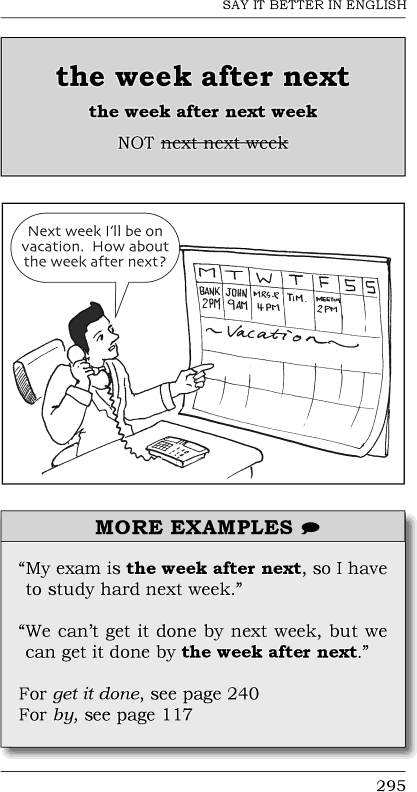 SAY IT BETTER IN ENGLISH
the week after next
the week after next week
NOT next next week
Next week I'll be on
vacation. How about
the week after next?
M T W T F S S
BANK 2PM JOHN 9AM MRS.R 4PM TIM. MEETING 2PM
~Vacation~
MORE EXAMPLES
“My exam is the week after next, so I have
to study hard next week.”
“We can't get it done by next week, but we
can get it done by the week after next.”
For get it done, see page 240
For by, see page 117
295